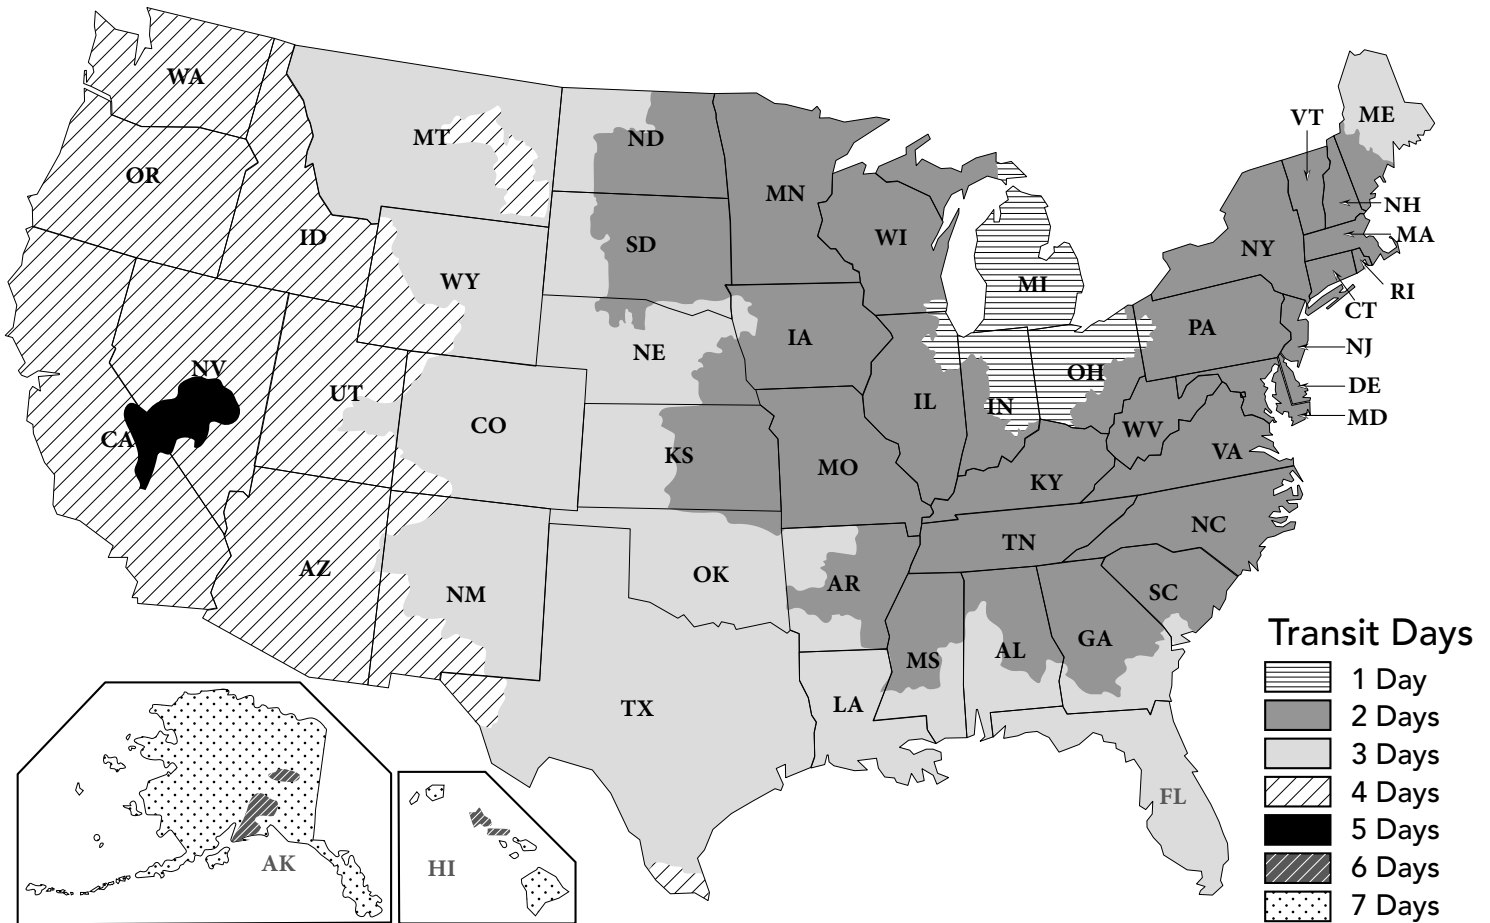 WA
MT
ND
OR
MN
VT
ME
ID
SD
WI
NH
MA
NY
WY
MI
RI
CT
NE
IA
PA
NJ
NV
UT
OH
DE
MD
CO
IL
IN
CA
WV
KS
MO
VA
KY
NC
TN
AZ
NM
OK
AR
SC
MS
AL
GA
TX
LA
FL
AK
HI
Transit Days
1 Day
2 Days
3 Days
4 Days
5 Days
6 Days
7 Days